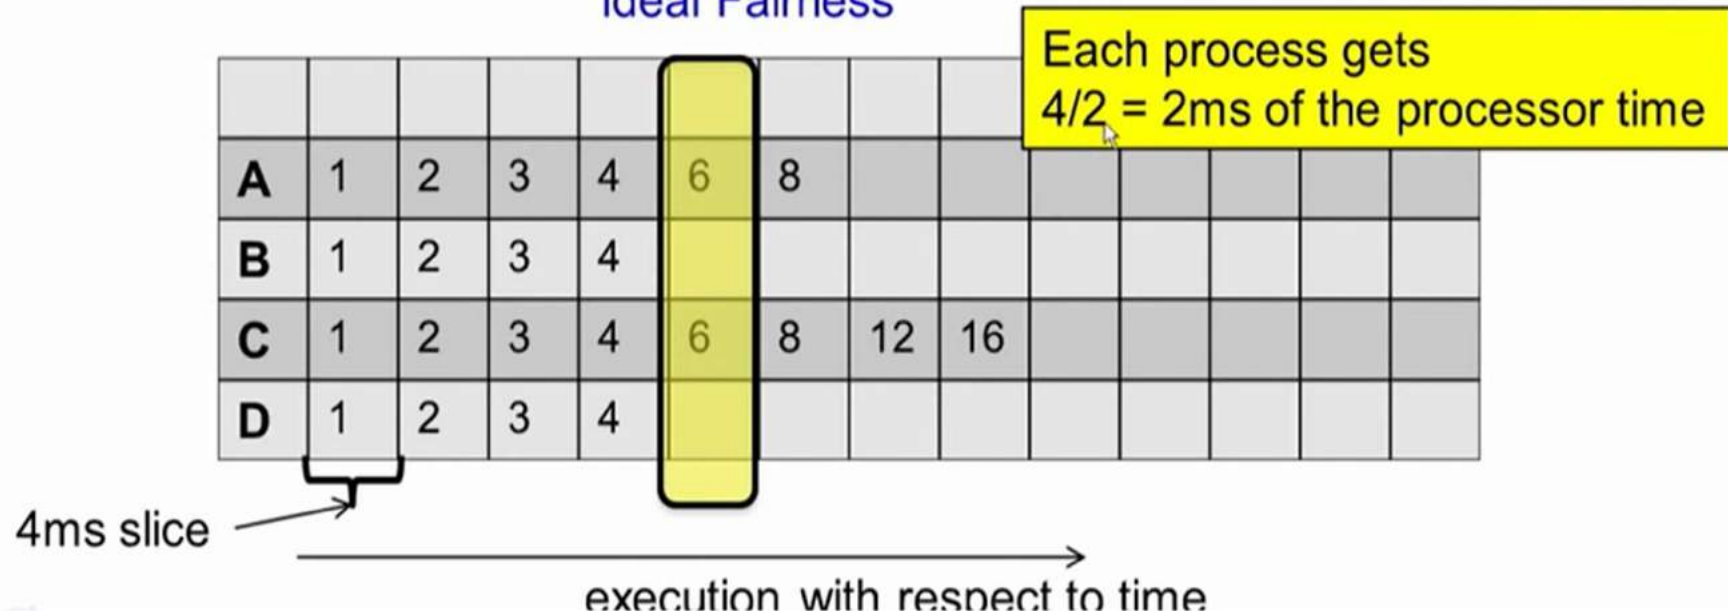 Ideal Fairness
Each process gets
4/2 = 2ms of the processor time
A 1 2 3 4 6 8
B 1 2 3 4
C 1 2 3 4 6 8 12 16
D 1 2 3 4
4ms slice
execution with respect to time